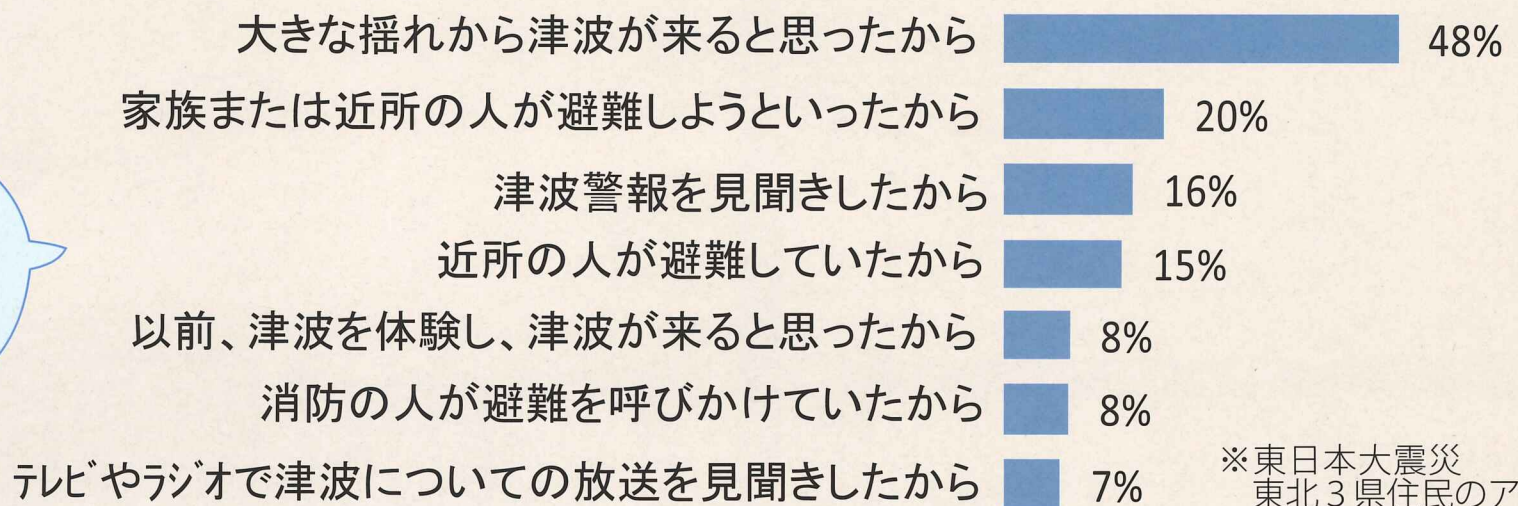 大きな揺れから津波が来ると思ったから 48%
家族または近所の人が避難しようといったから 20%
津波警報を見聞きしたから 16%
近所の人が避難していたから 15%
以前、津波を体験し、津波が来ると思ったから 8%
消防の人が避難を呼びかけていたから 8%
テレビやラジオで津波についての放送を見聞きしたから 7%
※東日本大震災
東北3県住民のア